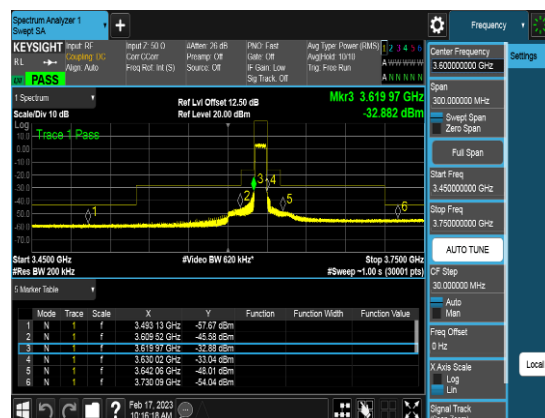 Spectrum Analyzer 1
Swept SA
Frequency
KEYSIGHT
Input: RF
Coupling: DC
Align: Auto
Input Z: 50 Ω
Corr CCorr
Freq Ref: Int (S)
#Atten: 26 dB
Preamp: Off
Source: Off
PNO: Fast
Gate: Off
IF Gain: Low
Sig Track: Off
Avg Type: Power (RMS)
Avg|Hold: 10/10
Trig: Free Run
1 2 3 4 5 6
A W W W W W
A N N N N N
R L
PASS
1 Spectrum
Scale/Div 10 dB
Ref Lvl Offset 12.50 dB
Ref Level 20.00 dBm
Mkr3 3.619 97 GHz
-32.882 dBm
Log
Trace 1 Pass
10.0
0.00
-10.0
-20.0
-30.0
-40.0
-50.0
-60.0
-70.0
1
2
3
4
5
6
Start 3.4500 GHz
#Res BW 200 kHz
#Video BW 620 kHz*
Stop 3.7500 GHz
#Sweep ~1.00 s (30001 pts)
5 Marker Table
Mode Trace Scale X Y Function Function Width Function Value
1 N 1 f 3.493 13 GHz -57.67 dBm
2 N 1 f 3.609 52 GHz -45.58 dBm
3 N 1 f 3.619 97 GHz -32.88 dBm
4 N 1 f 3.630 02 GHz -33.04 dBm
5 N 1 f 3.642 06 GHz -48.01 dBm
6 N 1 f 3.730 09 GHz -54.04 dBm
Feb 17, 2023
10:16:18 AM
Center Frequency
3.600000000 GHz
Settings
Span
300.000000 MHz
Swept Span
Zero Span
Full Span
Start Freq
3.450000000 GHz
Stop Freq
3.750000000 GHz
AUTO TUNE
CF Step
30.000000 MHz
Auto
Man
Freq Offset
0 Hz
X Axis Scale
Log
Lin
Local
Signal Track